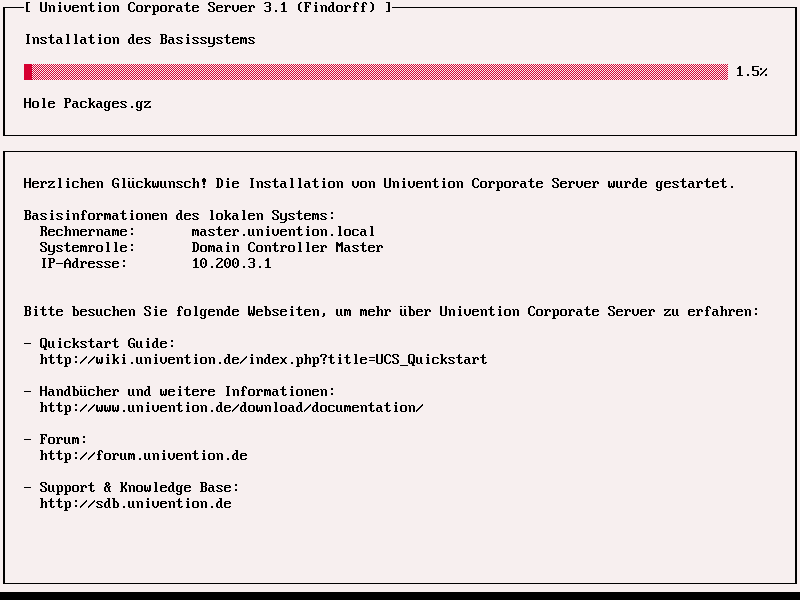 [ Univention Corporate Server 3.1 (Findorff) ]
Installation des Basissystems
1.5%
Hole Packages.gz
Herzlichen Glückwunsch! Die Installation von Univention Corporate Server wurde gestartet.
Basisinformationen des lokalen Systems:
Rechnername: master.univention.local
Systemrolle: Domain Controller Master
IP-Adresse: 10.200.3.1
Bitte besuchen Sie folgende Webseiten, um mehr über Univention Corporate Server zu erfahren:
- Quickstart Guide:
http://wiki.univention.de/index.php?title=UCS_Quickstart
- Handbücher und weitere Informationen:
http://www.univention.de/download/documentation/
- Forum:
http://forum.univention.de
- Support & Knowledge Base:
http://sdb.univention.de